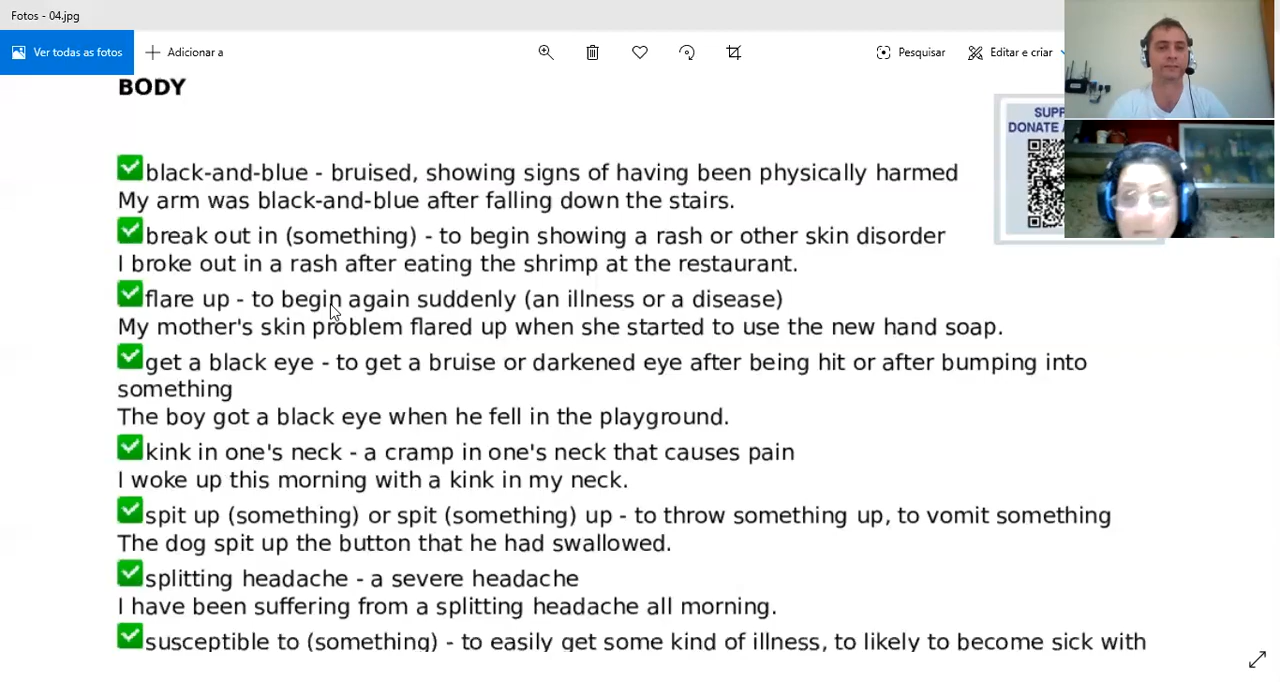 Fotos - 04.jpg
Ver todas as fotos
Adicionar a
Pesquisar
Editar e criar
BODY
DONATE
black-and-blue - bruised, showing signs of having been physically harmed
My arm was black-and-blue after falling down the stairs.
break out in (something) - to begin showing a rash or other skin disorder
I broke out in a rash after eating the shrimp at the restaurant.
flare up - to begin again suddenly (an illness or a disease)
My mother's skin problem flared up when she started to use the new hand soap.
get a black eye - to get a bruise or darkened eye after being hit or after bumping into
something
The boy got a black eye when he fell in the playground.
kink in one's neck - a cramp in one's neck that causes pain
I woke up this morning with a kink in my neck.
spit up (something) or spit (something) up - to throw something up, to vomit something
The dog spit up the button that he had swallowed.
splitting headache - a severe headache
I have been suffering from a splitting headache all morning.
susceptible to (something) - to easily get some kind of illness, to likely to become sick with